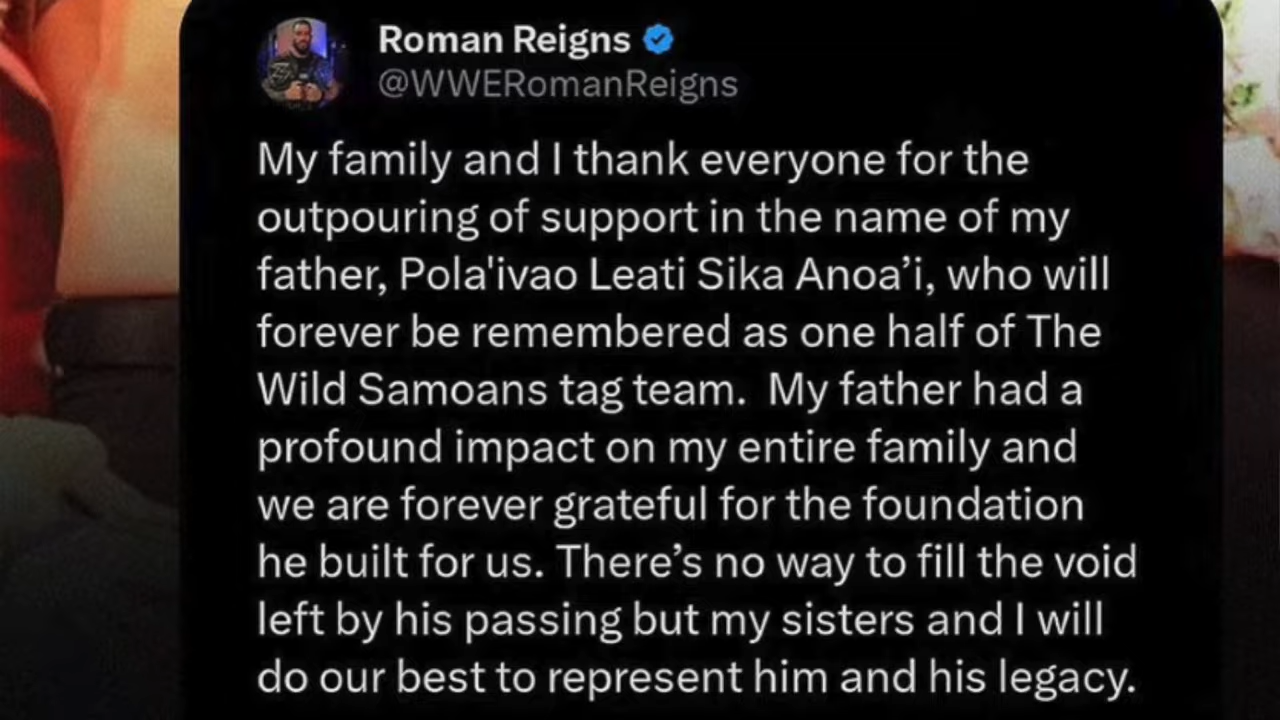 Roman Reigns
@WWERomanReigns
My family and I thank everyone for the
outpouring of support in the name of my
father, Pola'ivao Leati Sika Anoa’i, who will
forever be remembered as one half of The
Wild Samoans tag team.  My father had a
profound impact on my entire family and
we are forever grateful for the foundation
he built for us. There’s no way to fill the void
left by his passing but my sisters and I will
do our best to represent him and his legacy.